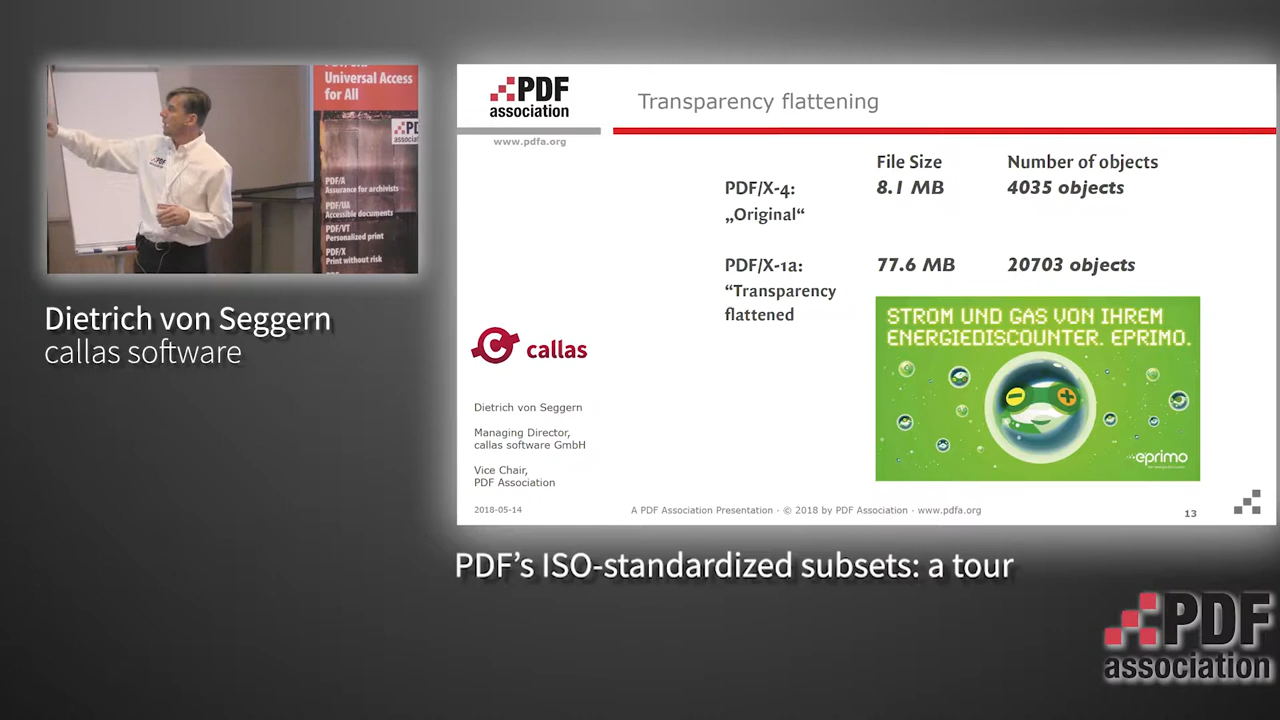 Universal Access
for All
PDF/A
Assurance for archivists
PDF/UA
Accessible documents
PDF/VT
Personalized print
PDF/X
Print without risk
Dietrich von Seggern
callas software
PDF
association
www.pdfa.org
Transparency flattening
File Size
Number of objects
PDF/X-4:
8.1 MB
4035 objects
„Original“
PDF/X-1a:
77.6 MB
20703 objects
“Transparency
flattened
STROM UND GAS VON IHREM
ENERGIEDISCOUNTER. EPRIMO.
eprimo
callas
Dietrich von Seggern
Managing Director,
callas software GmbH
Vice Chair,
PDF Association
2018-05-14
A PDF Association Presentation · © 2018 by PDF Association · www.pdfa.org
13
PDF’s ISO-standardized subsets: a tour
PDF
association